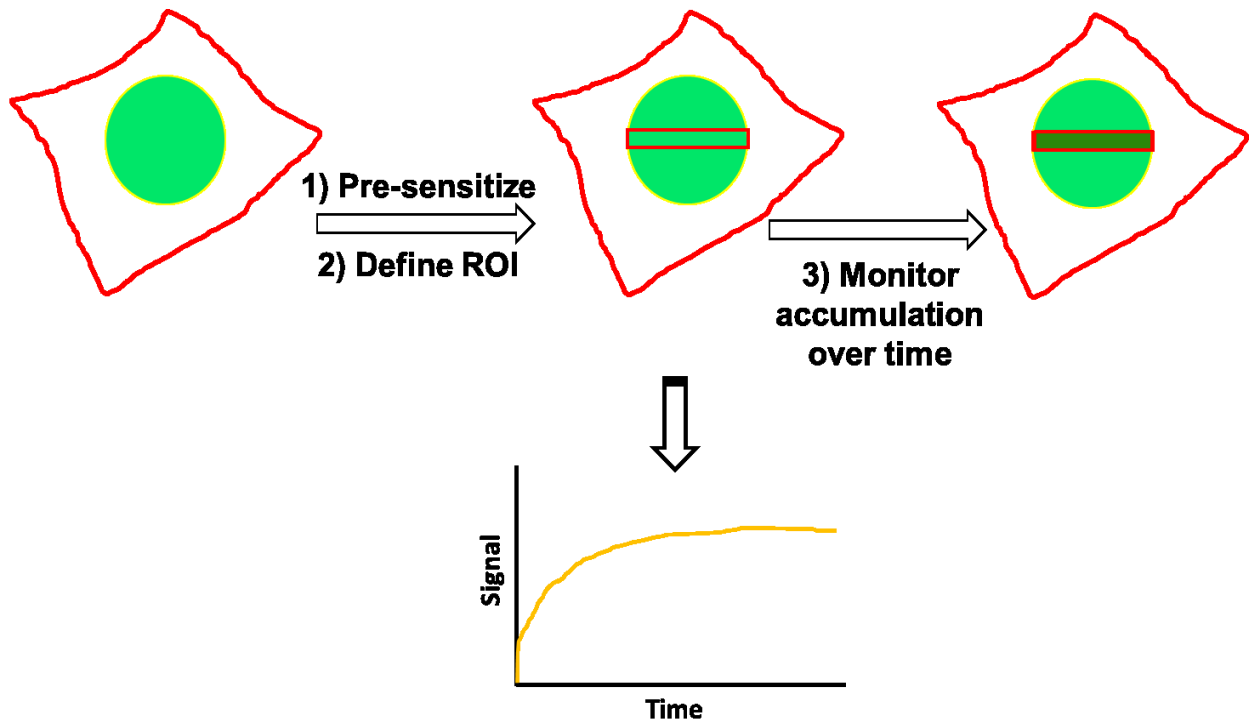 1) Pre-sensitize
2) Define ROI
3) Monitor
accumulation
over time
Signal
Time